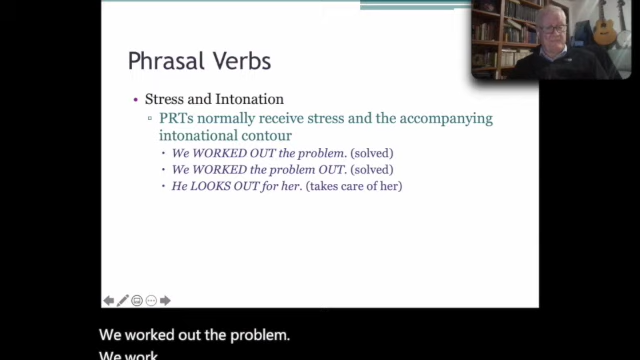 Phrasal Verbs
• Stress and Intonation
▫ PRTs normally receive stress and the accompanying
intonational contour
• We WORKED OUT the problem. (solved)
• We WORKED the problem OUT. (solved)
• He LOOKS OUT for her. (takes care of her)
We worked out the problem.
We work